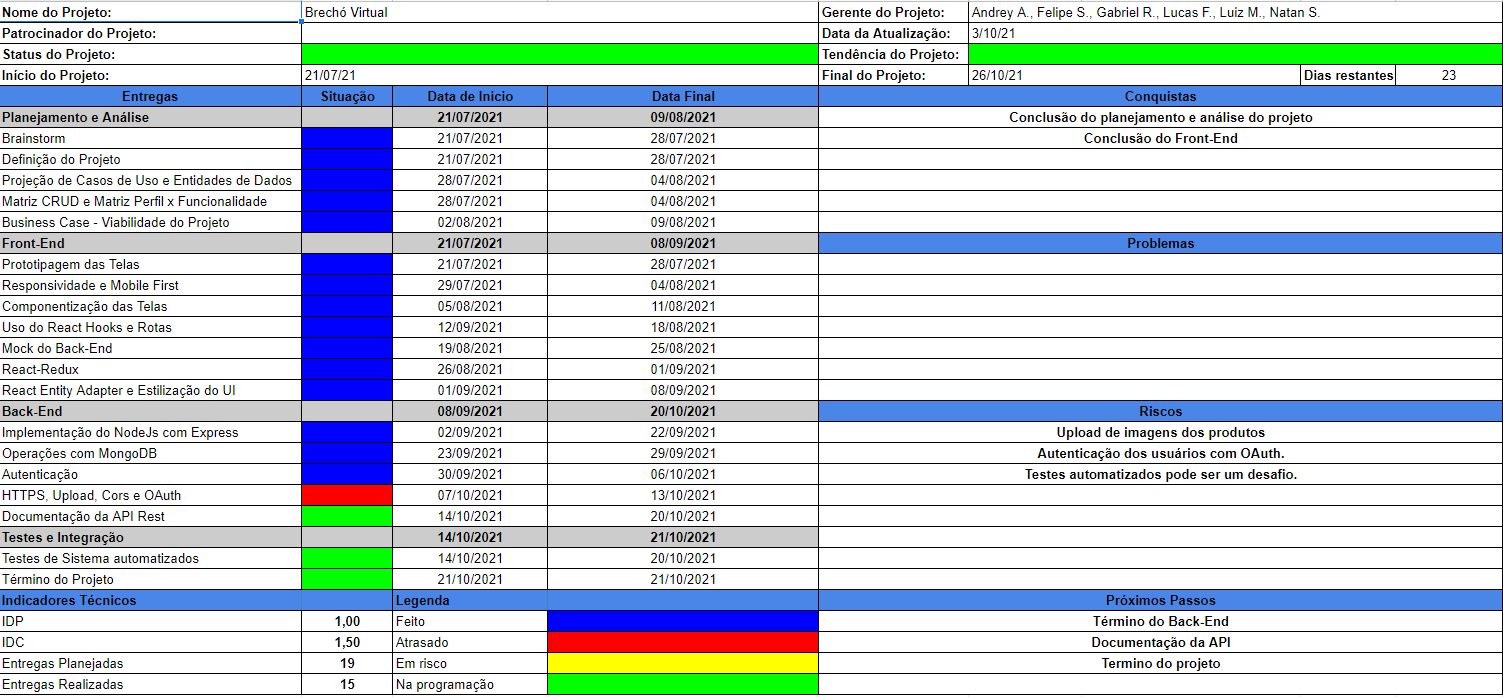 Nome do Projeto: Brechó Virtual Gerente do Projeto: Andrey A., Felipe S., Gabriel R., Lucas F., Luiz M., Natan S.
Patrocinador do Projeto: Data da Atualização: 3/10/21
Status do Projeto: Tendência do Projeto:
Início do Projeto: 21/07/21 Final do Projeto: 26/10/21 Dias restantes 23
Entregas Situação Data de Inicio Data Final Conquistas
Planejamento e Análise 21/07/2021 09/08/2021 Conclusão do planejamento e análise do projeto
Brainstorm 21/07/2021 28/07/2021 Conclusão do Front-End
Definição do Projeto 21/07/2021 28/07/2021
Projeção de Casos de Uso e Entidades de Dados 28/07/2021 04/08/2021
Matriz CRUD e Matriz Perfil x Funcionalidade 28/07/2021 04/08/2021
Business Case - Viabilidade do Projeto 02/08/2021 09/08/2021
Front-End 21/07/2021 08/09/2021 Problemas
Prototipagem das Telas 21/07/2021 28/07/2021
Responsividade e Mobile First 29/07/2021 04/08/2021
Componentização das Telas 05/08/2021 11/08/2021
Uso do React Hooks e Rotas 12/09/2021 18/08/2021
Mock do Back-End 19/08/2021 25/08/2021
React-Redux 26/08/2021 01/09/2021
React Entity Adapter e Estilização do UI 01/09/2021 08/09/2021
Back-End 08/09/2021 20/10/2021 Riscos
Implementação do NodeJs com Express 02/09/2021 22/09/2021 Upload de imagens dos produtos
Operações com MongoDB 23/09/2021 29/09/2021 Autenticação dos usuários com OAuth.
Autenticação 30/09/2021 06/10/2021 Testes automatizados pode ser um desafio.
HTTPS, Upload, Cors e OAuth 07/10/2021 13/10/2021
Documentação da API Rest 14/10/2021 20/10/2021
Testes e Integração 14/10/2021 21/10/2021
Testes de Sistema automatizados 14/10/2021 20/10/2021
Término do Projeto 21/10/2021 21/10/2021
Indicadores Técnicos Legenda Próximos Passos
IDP 1,00 Feito Término do Back-End
IDC 1,50 Atrasado Documentação da API
Entregas Planejadas 19 Em risco Termino do projeto
Entregas Realizadas 15 Na programação